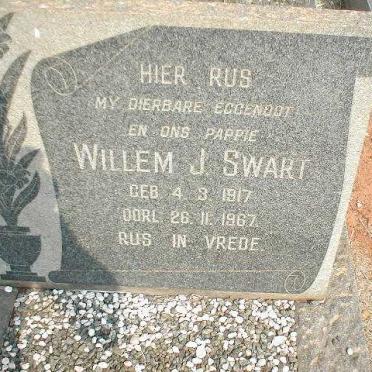 HIER RUS
MY DIERBARE EGGENOOT
EN ONS PAPPIE
WILLEM J. SWART
GEB 4. 3. 1917
OORL 26. 11. 1967.
RUS IN VREDE.